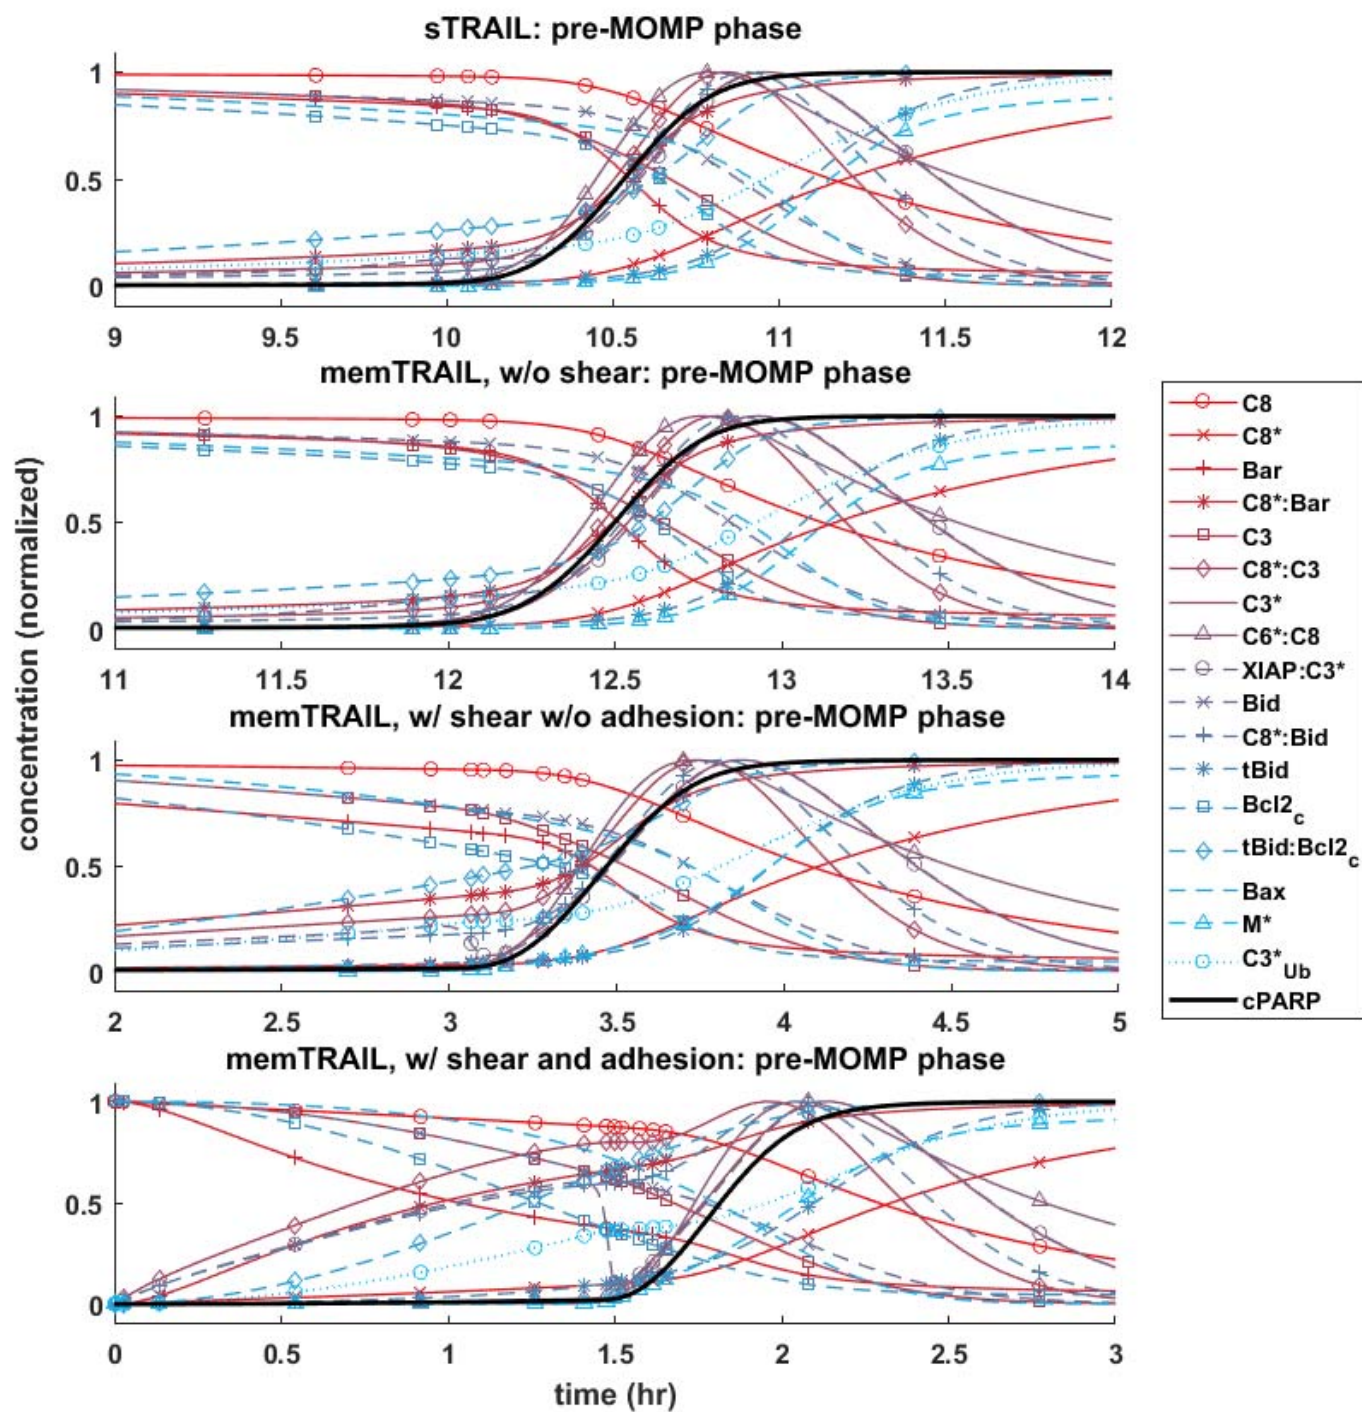 sTRAIL: pre-MOMP phase
1
0.5
0
9 9.5 10 10.5 11 11.5 12
memTRAIL, w/o shear: pre-MOMP phase
1
0.5
0
11 11.5 12 12.5 13 13.5 14
memTRAIL, w/ shear w/o adhesion: pre-MOMP phase
1
0.5
0
2 2.5 3 3.5 4 4.5 5
memTRAIL, w/ shear and adhesion: pre-MOMP phase
1
0.5
0
0 0.5 1 1.5 2 2.5 3
time (hr)
concentration (normalized)
C8
C8*
Bar
C8*:Bar
C3
C8*:C3
C3*
C6*:C8
XIAP:C3*
Bid
C8*:Bid
tBid
Bcl2c
tBid:Bcl2c
Bax
M*
C3*Ub
cPARP